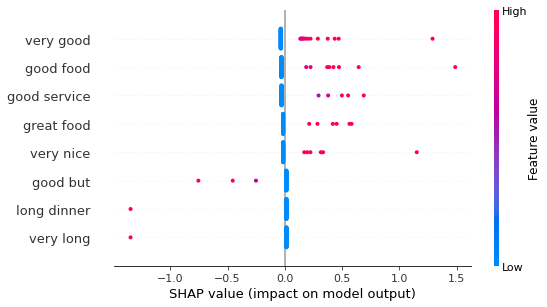 High
very good
good food
good service
great food
very nice
good but
long dinner
very long
Feature value
Low
−1.0 −0.5 0.0 0.5 1.0 1.5
SHAP value (impact on model output)